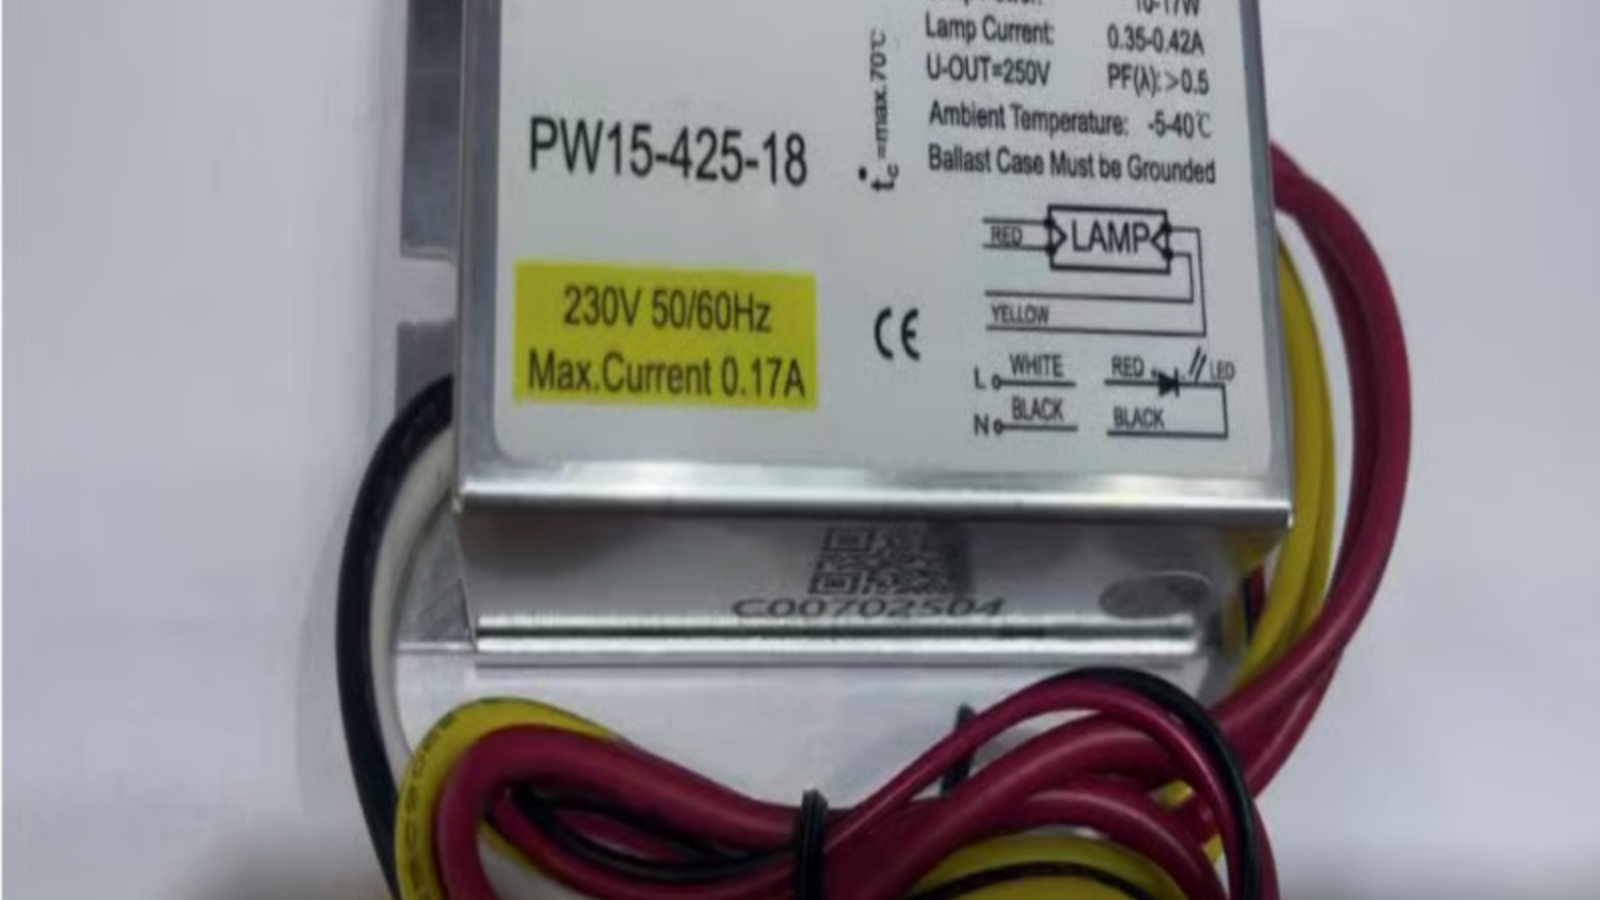 10-17W
Lamp Current: 0.35-0.42A
U-OUT=250V PF(λ):>0.5
Ambient Temperature: -5-40℃
Ballast Case Must be Grounded
tc=max.70℃
PW15-425-18
230V 50/60Hz
Max.Current 0.17A
CE
RED LAMP
YELLOW
L WHITE
N BLACK
RED LED
BLACK
C00702504